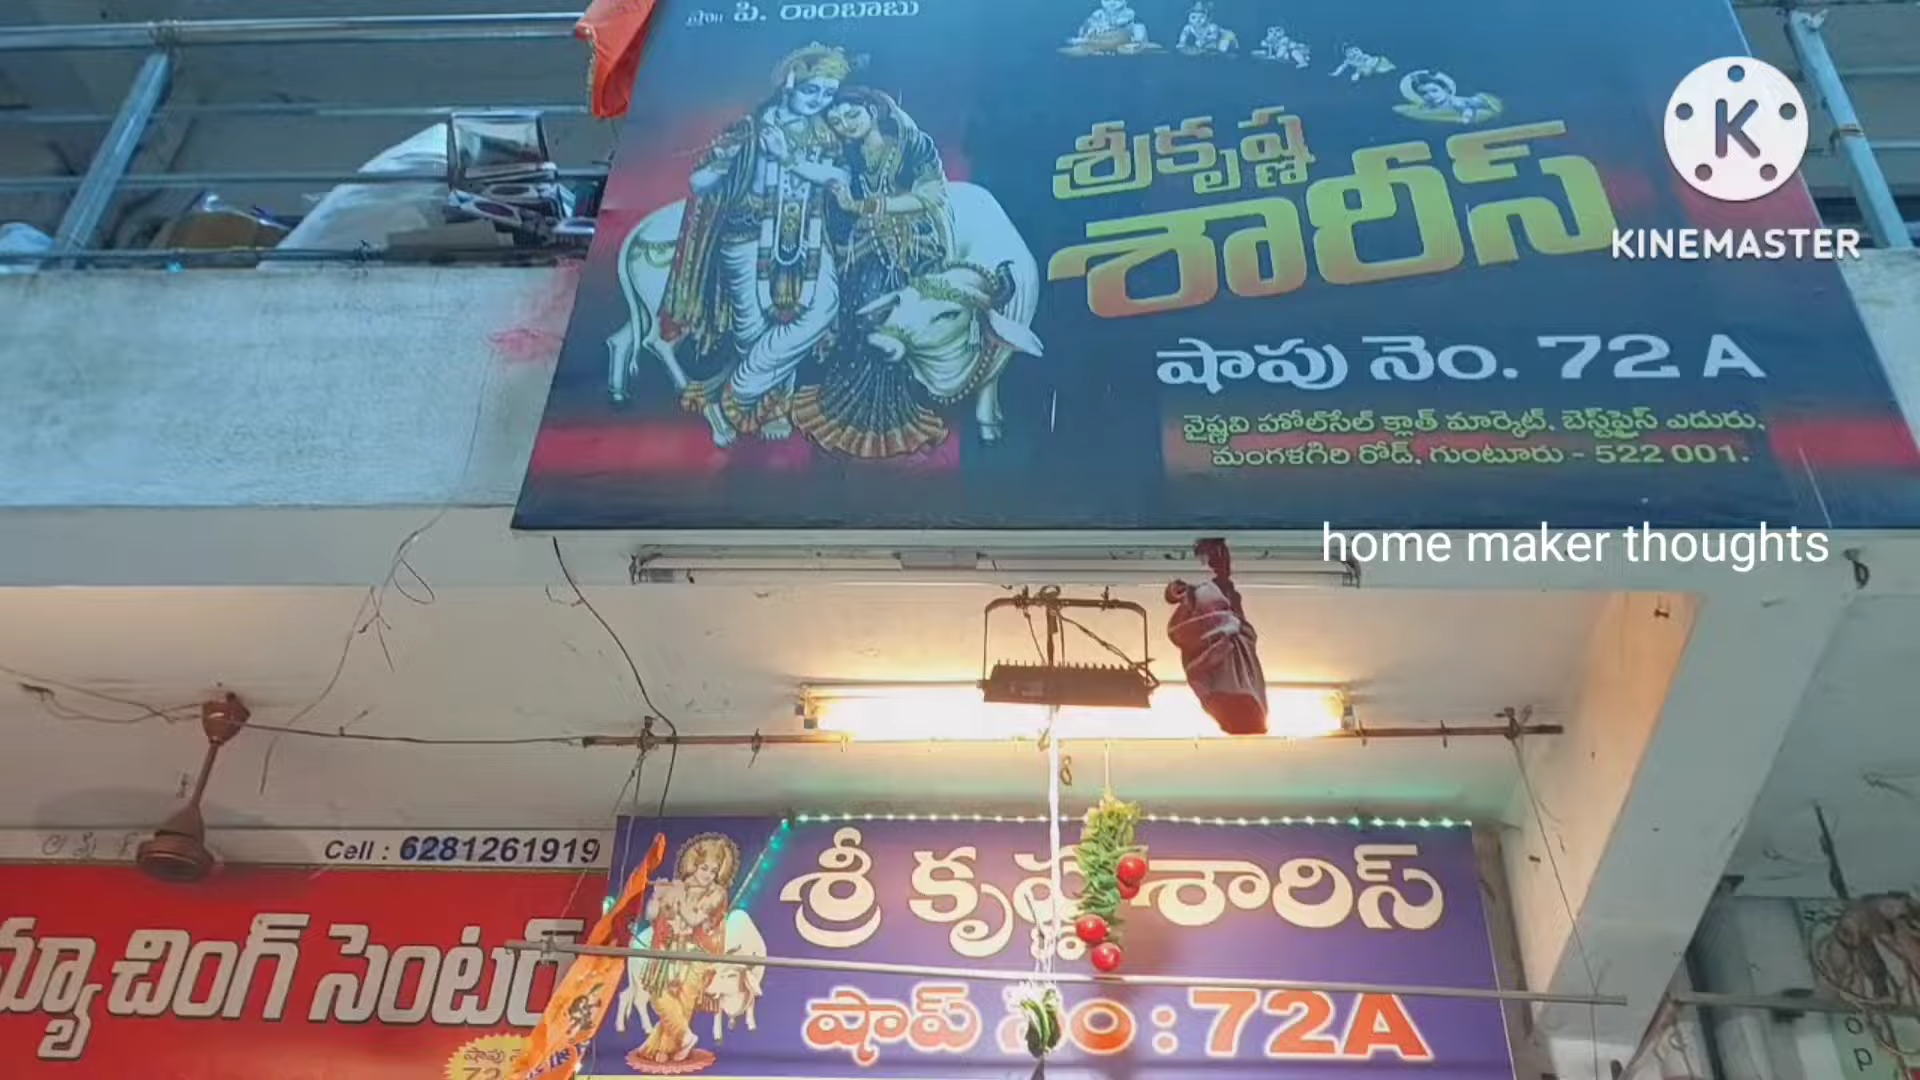 ప్రొ॥ పి. రాంబాబు
శ్రీకృష్ణ
శారీస్
షాపు నెం. 72 A
వైష్ణవి హోల్‌సేల్ క్లాత్ మార్కెట్, బెస్ట్‌ప్రైస్ ఎదురు,
మంగళగిరి రోడ్, గుంటూరు - 522 001.
K
KINEMASTER
home maker thoughts
Cell : 6281261919
మ్యాచింగ్ సెంటర్
శ్రీ కృష్ణ శారిస్
షాప్ నెం : 72A